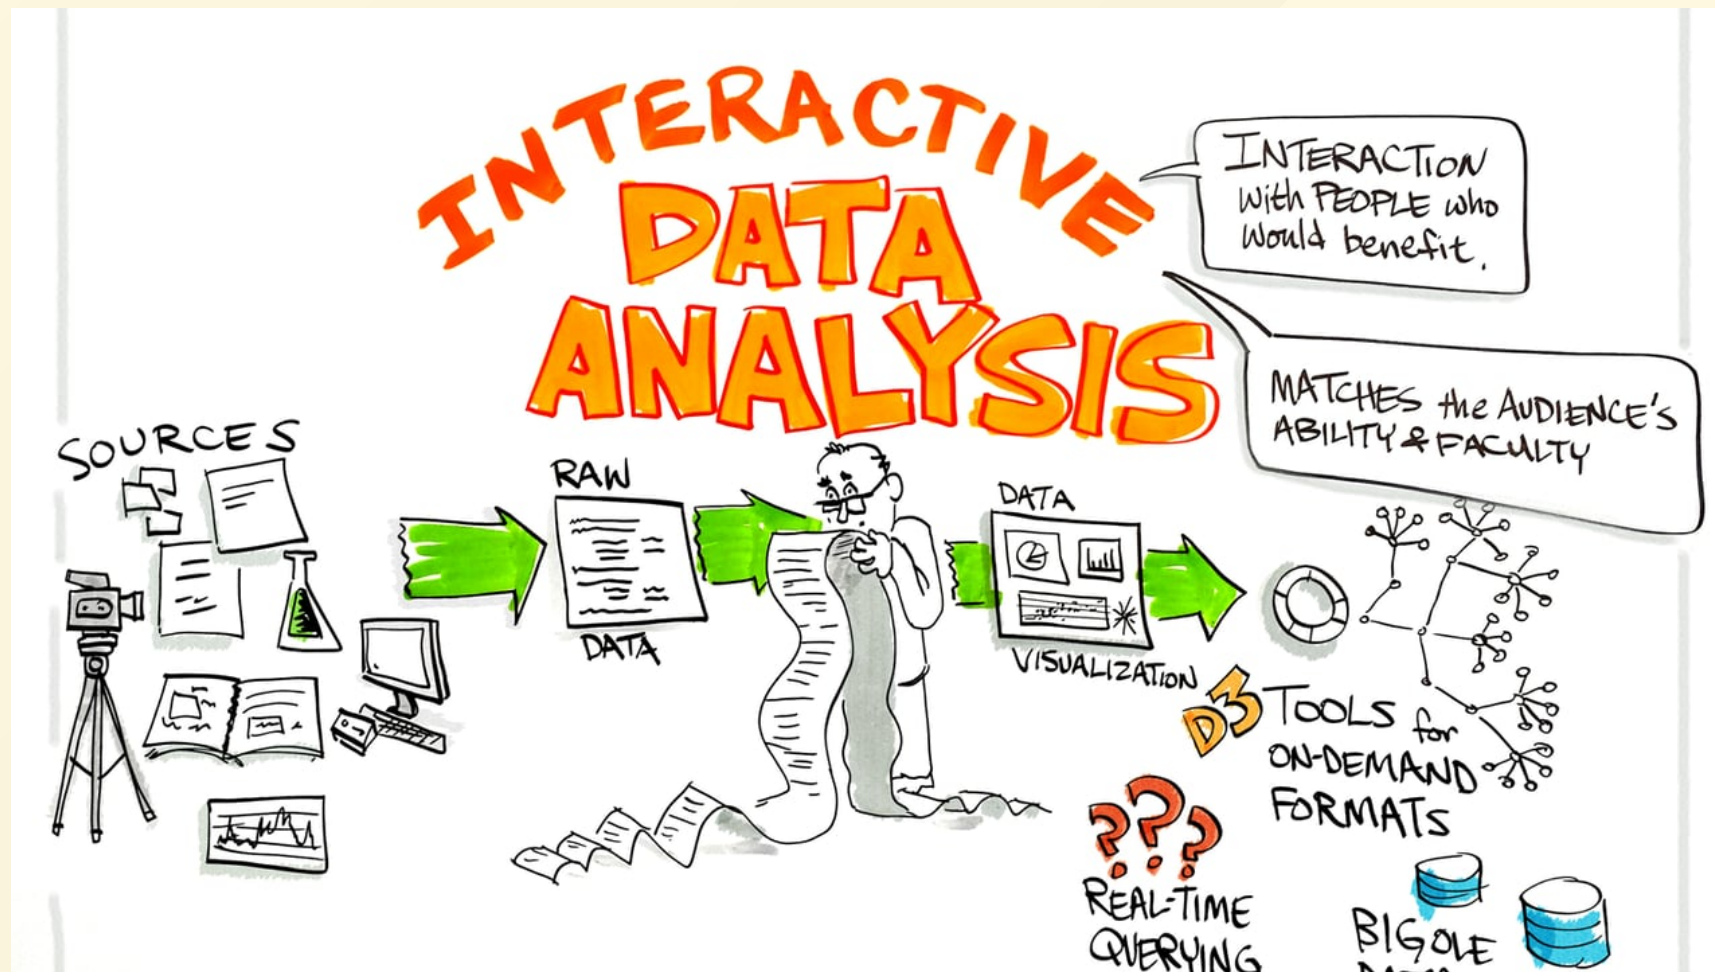 INTERACTIVE
DATA
ANALYSIS
INTERACTION
with PEOPLE who
would benefit.
MATCHES the AUDIENCE'S
ABILITY & FACULTY
SOURCES
RAW
DATA
DATA
VISUALIZATION
D3
TOOLS for
ON-DEMAND
FORMATS
???
REAL-TIME
QUERYING
BIG OLE